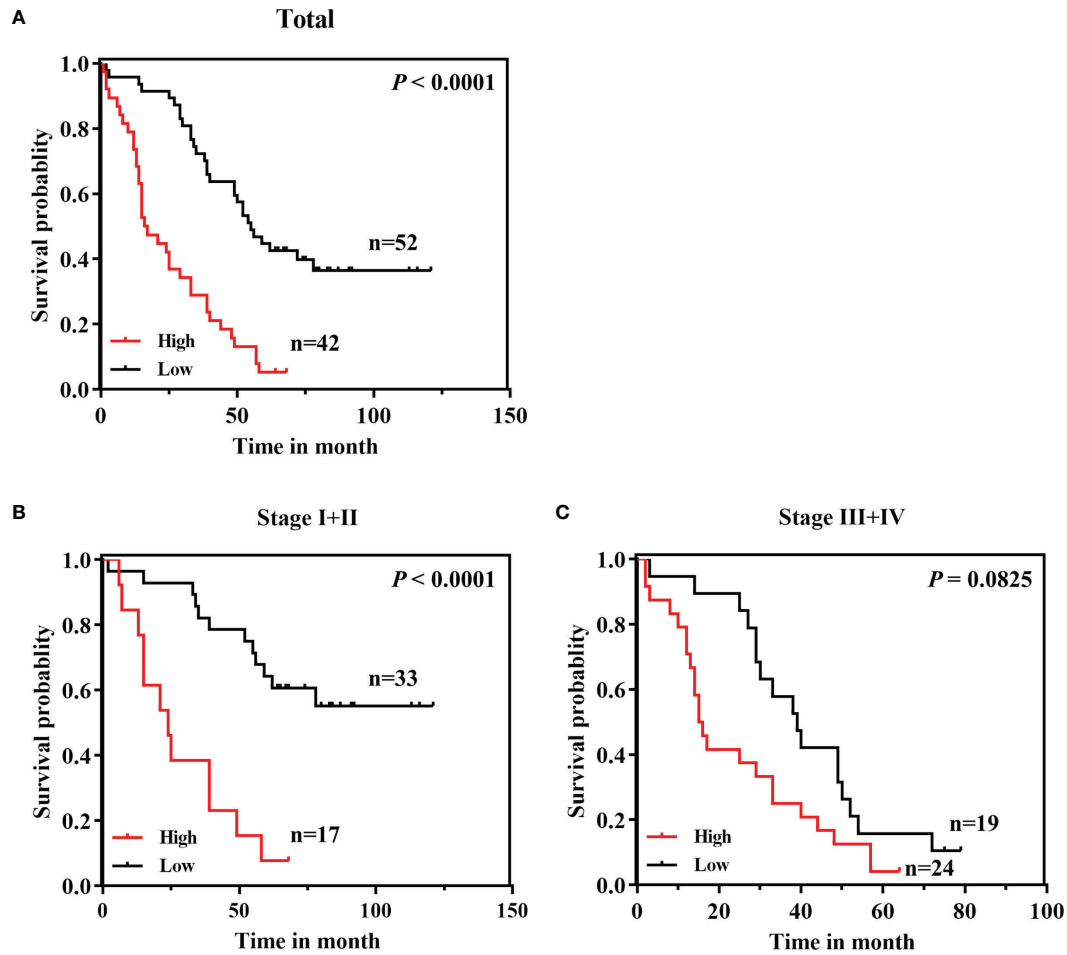 A
Total
Survival probablity
1.0
0.8
0.6
0.4
0.2
0.0
P < 0.0001
n=52
n=42
High
Low
0
50
100
150
Time in month
B
Stage I+II
Survival probablity
1.0
0.8
0.6
0.4
0.2
0.0
P < 0.0001
n=33
n=17
High
Low
0
50
100
150
Time in month
C
Stage III+IV
Survival probablity
1.0
0.8
0.6
0.4
0.2
0.0
P = 0.0825
n=19
n=24
High
Low
0
20
40
60
80
100
Time in month